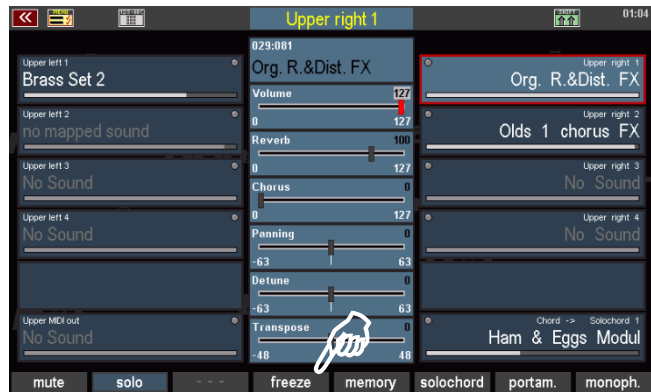 MENU
Upper right 1
SHIFT
01:04
029:081
Org. R.&Dist. FX
Upper left 1
Brass Set 2
Upper left 2
no mapped sound
Upper left 3
No Sound
Upper left 4
No Sound
Upper MIDI out
No Sound
Volume 127
0 127
Reverb 100
0 127
Chorus 0
0 127
Panning 0
-63 63
Detune 0
-63 63
Transpose 0
-48 48
Upper right 1
Org. R.&Dist. FX
Upper right 2
Olds 1 chorus FX
Upper right 3
No Sound
Upper right 4
No Sound
Chord -> Solochord 1
Ham & Eggs Modul
mute solo - - - freeze memory solochord portam. monoph.